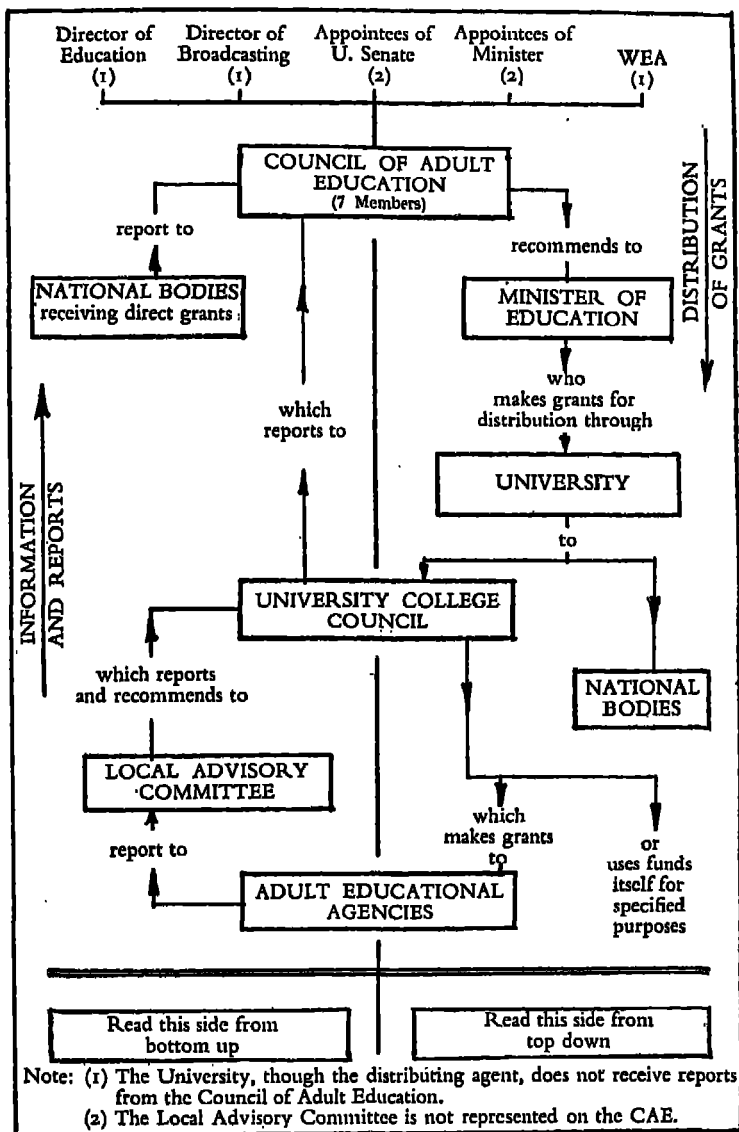 Director of Education (1)
Director of Broadcasting (1)
Appointees of U. Senate (2)
Appointees of Minister (2)
WEA (1)
COUNCIL OF ADULT
EDUCATION
(7 Members)
report to
recommends to
DISTRIBUTION
OF GRANTS
NATIONAL BODIES
receiving direct grants
MINISTER OF
EDUCATION
which
reports to
who
makes grants for
distribution through
INFORMATION
AND REPORTS
UNIVERSITY
to
UNIVERSITY COLLEGE
COUNCIL
which reports
and recommends to
NATIONAL
BODIES
LOCAL ADVISORY
COMMITTEE
which
makes grants
to
or
uses funds
itself for
specified
purposes
report to
ADULT EDUCATIONAL
AGENCIES
Read this side from
bottom up
Read this side from
top down
Note: (1) The University, though the distributing agent, does not receive reports
from the Council of Adult Education.
(2) The Local Advisory Committee is not represented on the CAE.